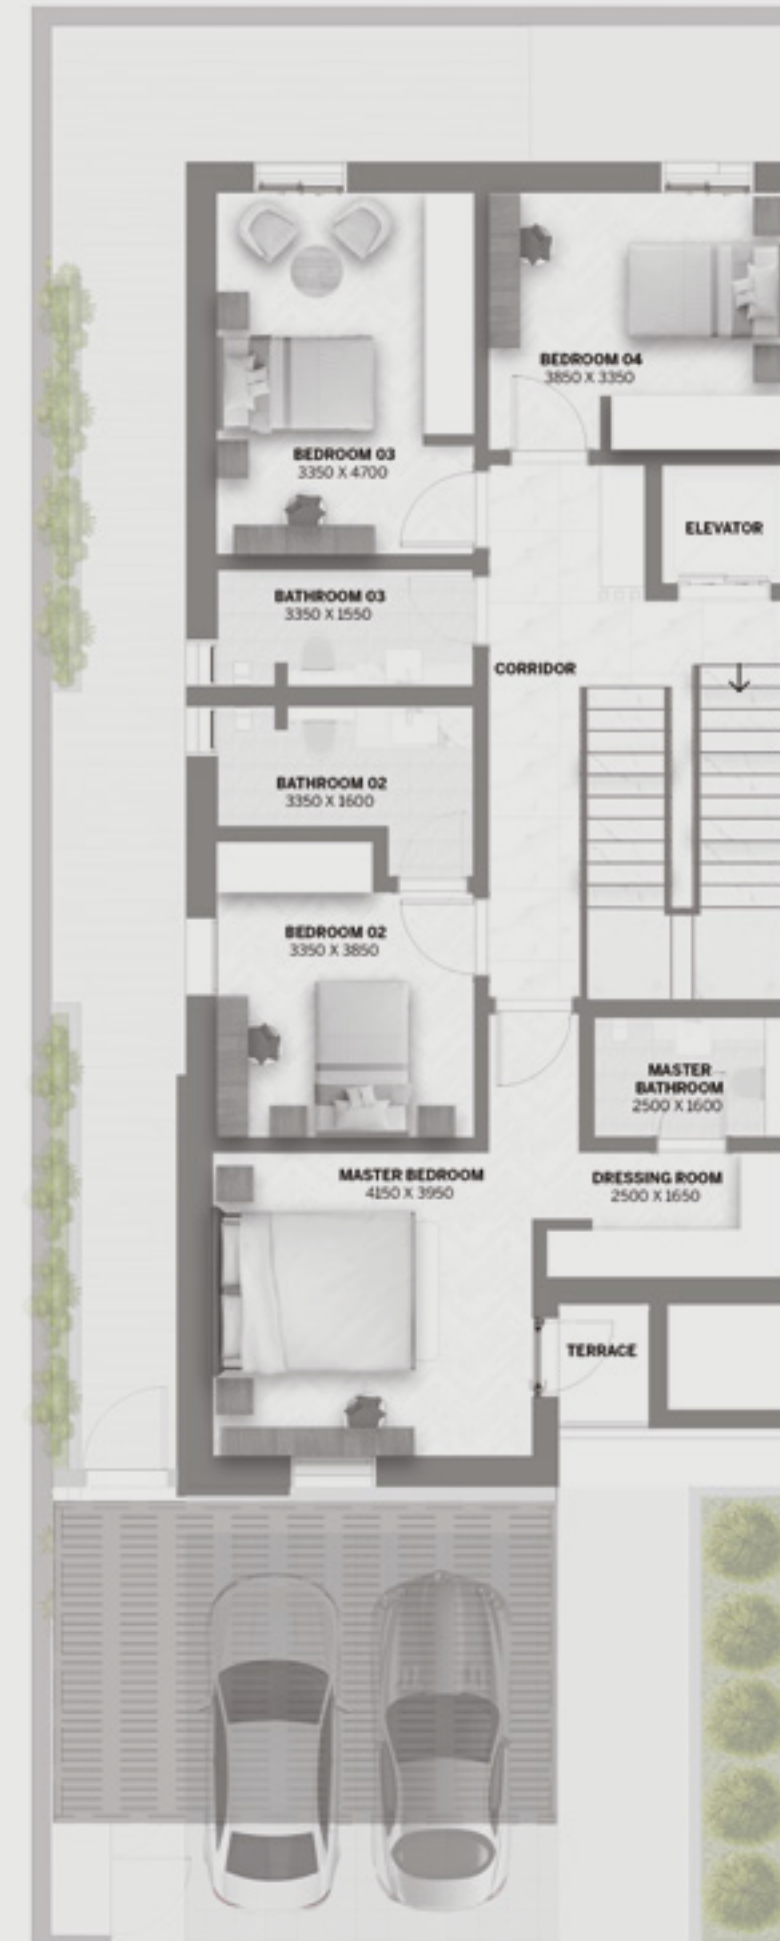 BEDROOM 04
3850 X 3350
BEDROOM 03
3350 X 4700
ELEVATOR
BATHROOM 03
3350 X 1550
CORRIDOR
BATHROOM 02
3350 X 1600
BEDROOM 02
3350 X 3850
MASTER
BATHROOM
2500 X 1600
MASTER BEDROOM
4150 X 3950
DRESSING ROOM
2500 X 1650
TERRACE